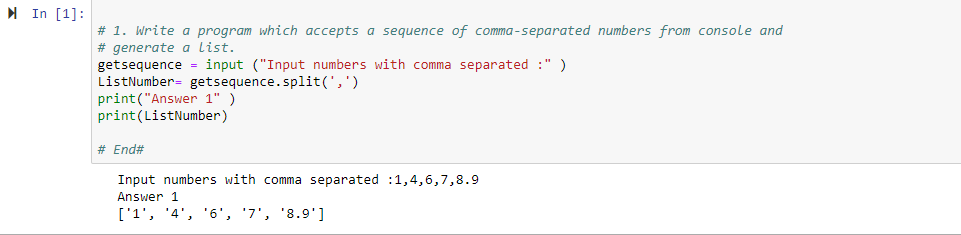 In [1]:
# 1. Write a program which accepts a sequence of comma-separated numbers from console and
# generate a list.
getsequence = input ("Input numbers with comma separated :" )
ListNumber= getsequence.split(',')
print("Answer 1" )
print(ListNumber)
# End#
Input numbers with comma separated :1,4,6,7,8.9
Answer 1
['1', '4', '6', '7', '8.9']